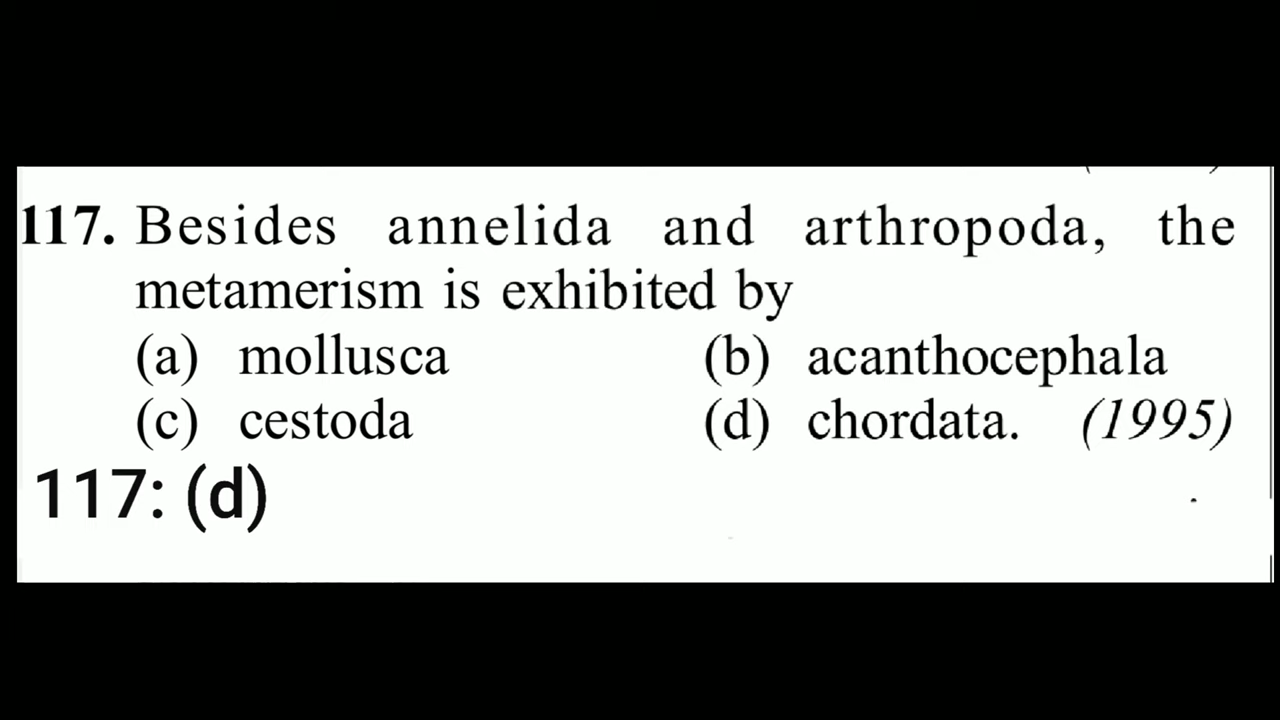 117. Besides annelida and arthropoda, the
metamerism is exhibited by
(a) mollusca (b) acanthocephala
(c) cestoda (d) chordata. (1995)
117: (d)